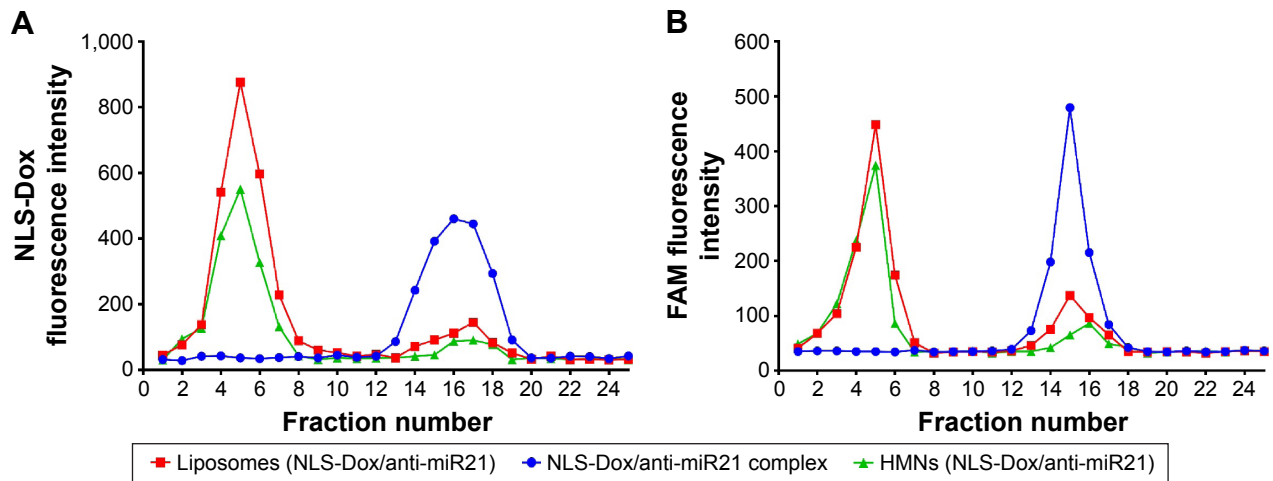 A
NLS-Dox
fluorescence intensity
1,000
800
600
400
200
0
0 2 4 6 8 10 12 14 16 18 20 22 24
Fraction number
B
FAM fluorescence
intensity
600
500
400
300
200
100
0
0 2 4 6 8 10 12 14 16 18 20 22 24
Fraction number
Liposomes (NLS-Dox/anti-miR21) NLS-Dox/anti-miR21 complex HMNs (NLS-Dox/anti-miR21)